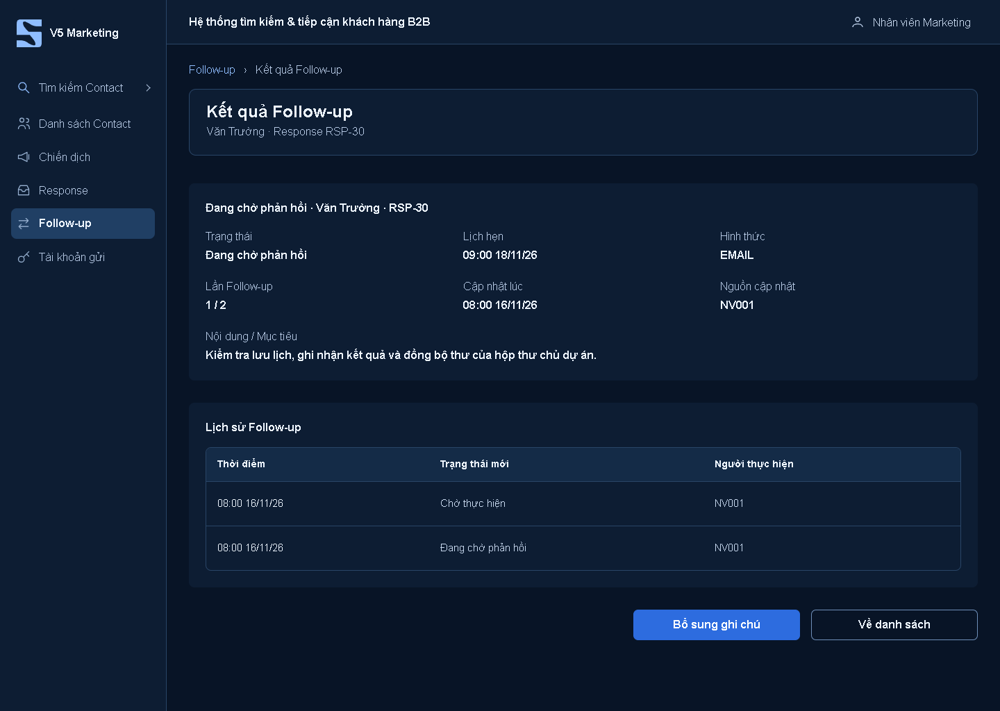 V5 Marketing
Hệ thống tìm kiếm & tiếp cận khách hàng B2B
Nhân viên Marketing
Tìm kiếm Contact
Danh sách Contact
Chiến dịch
Response
Follow-up
Tài khoản gửi
Follow-up › Kết quả Follow-up
Kết quả Follow-up
Văn Trường · Response RSP-30
Đang chờ phản hồi · Văn Trường · RSP-30
Trạng thái
Lịch hẹn
Hình thức
Đang chờ phản hồi
09:00 18/11/26
EMAIL
Lần Follow-up
Cập nhật lúc
Nguồn cập nhật
1 / 2
08:00 16/11/26
NV001
Nội dung / Mục tiêu
Kiểm tra lưu lịch, ghi nhận kết quả và đồng bộ thư của hộp thư chủ dự án.
Lịch sử Follow-up
Thời điểm
Trạng thái mới
Người thực hiện
08:00 16/11/26
Chờ thực hiện
NV001
08:00 16/11/26
Đang chờ phản hồi
NV001
Bổ sung ghi chú
Về danh sách